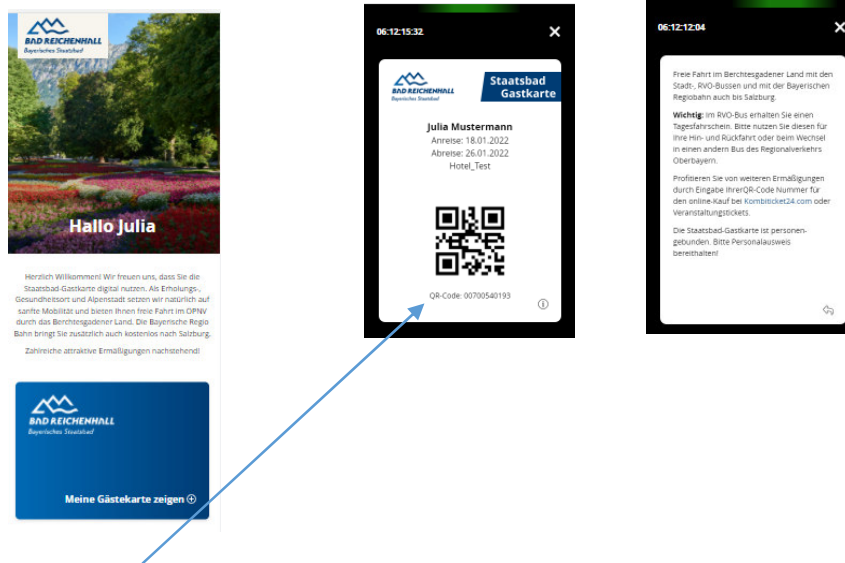 BAD REICHENHALL
Bayerisches Staatsbad
Hallo Julia
Herzlich Willkommen! Wir freuen uns, dass Sie die
Staatsbad-Gastkarte digital nutzen. Als Erholungs-,
Gesundheitsort und Alpenstadt setzen wir natürlich auf
sanfte Mobilität und bieten Ihnen freie Fahrt im ÖPNV
durch das Berchtesgadener Land. Die Bayerische Regio
Bahn bringt Sie zusätzlich auch kostenlos nach Salzburg.
Zahlreiche attraktive Ermäßigungen nachstehend!
BAD REICHENHALL
Bayerisches Staatsbad
Meine Gästekarte zeigen
06:12:15:32
BAD REICHENHALL
Bayerisches Staatsbad
Staatsbad
Gastkarte
Julia Mustermann
Anreise: 18.01.2022
Abreise: 26.01.2022
Hotel_Test
QR-Code: 00700540193
06:12:12:04
Freie Fahrt im Berchtesgadener Land mit den
Stadt-, RVO-Bussen und mit der Bayerischen
Regiobahn auch bis Salzburg.
Wichtig: Im RVO-Bus erhalten Sie einen
Tagesfahrschein. Bitte nutzen Sie diesen für
Ihre Hin- und Rückfahrt oder beim Wechsel
in einen andern Bus des Regionalverkehrs
Oberbayern.
Profitieren Sie von weiteren Ermäßigungen
durch Eingabe IhrerQR-Code Nummer für
den online-Kauf bei Kombiticket24.com oder
Veranstaltungstickets.
Die Staatsbad-Gastkarte ist personen-
gebunden. Bitte Personalausweis
bereithalten!